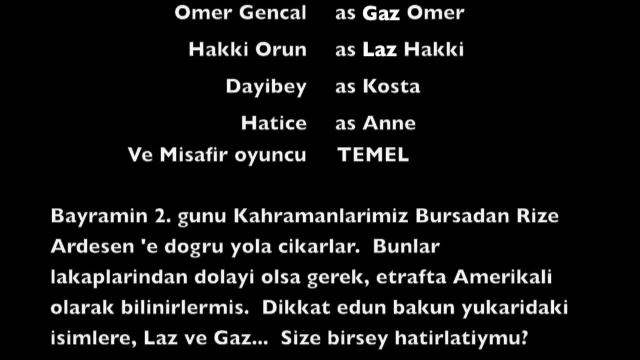 Omer Gencal as Gaz Omer
Hakki Orun as Laz Hakki
Dayibey as Kosta
Hatice as Anne
Ve Misafir oyuncu TEMEL
Bayramin 2. gunu Kahramanlarimiz Bursadan Rize
Ardesen 'e dogru yola cikarlar. Bunlar
lakaplarindan dolayi olsa gerek, etrafta Amerikali
olarak bilinirlermis. Dikkat edun bakun yukaridaki
isimlere, Laz ve Gaz... Size birsey hatirlatiymu?